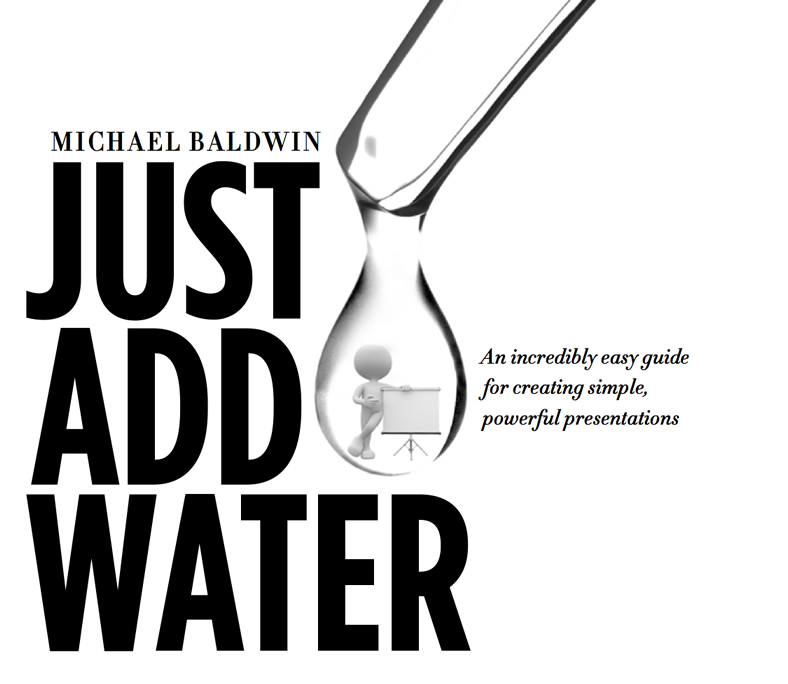 MICHAEL BALDWIN
JUST
ADD
WATER
An incredibly easy guide
for creating simple,
powerful presentations